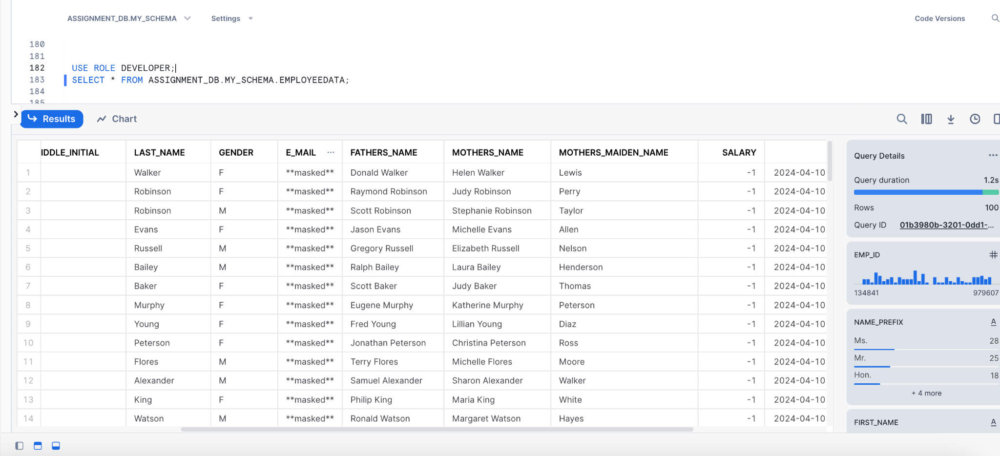 ASSIGNMENT_DB.MY_SCHEMA Settings Code Versions
180
181
182 USE ROLE DEVELOPER;
183 SELECT * FROM ASSIGNMENT_DB.MY_SCHEMA.EMPLOYEEDATA;
184
185
Results Chart
IDDLE_INITIAL LAST_NAME GENDER E_MAIL ... FATHERS_NAME MOTHERS_NAME MOTHERS_MAIDEN_NAME SALARY
1 Walker F **masked** Donald Walker Helen Walker Lewis -1 2024-04-10
2 Robinson F **masked** Raymond Robinson Judy Robinson Perry -1 2024-04-10
3 Robinson M **masked** Scott Robinson Stephanie Robinson Taylor -1 2024-04-10
4 Evans F **masked** Jason Evans Michelle Evans Allen -1 2024-04-10
5 Russell M **masked** Gregory Russell Elizabeth Russell Nelson -1 2024-04-10
6 Bailey M **masked** Ralph Bailey Laura Bailey Henderson -1 2024-04-10
7 Baker F **masked** Scott Baker Judy Baker Thomas -1 2024-04-10
8 Murphy F **masked** Eugene Murphy Katherine Murphy Peterson -1 2024-04-10
9 Young F **masked** Fred Young Lillian Young Diaz -1 2024-04-10
10 Peterson F **masked** Jonathan Peterson Christina Peterson Ross -1 2024-04-10
11 Flores M **masked** Terry Flores Michelle Flores Moore -1 2024-04-10
12 Alexander M **masked** Samuel Alexander Sharon Alexander Walker -1 2024-04-10
13 King F **masked** Philip King Maria King White -1 2024-04-10
14 Watson M **masked** Ronald Watson Margaret Watson Hayes -1 2024-04-10
Query Details ...
Query duration 1.2s
Rows 100
Query ID 01b3980b-3201-0dd1-...
EMP_ID #
134841 979607
NAME_PREFIX A
Ms. 28
Mr. 25
Hon. 18
+ 4 more
FIRST_NAME A